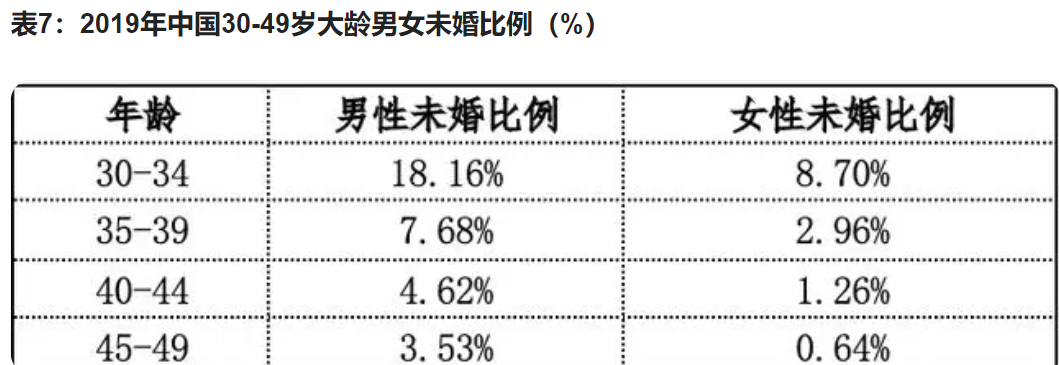 表7：2019年中国30-49岁大龄男女未婚比例（%）
年龄 男性未婚比例 女性未婚比例
30-34 18.16% 8.70%
35-39 7.68% 2.96%
40-44 4.62% 1.26%
45-49 3.53% 0.64%